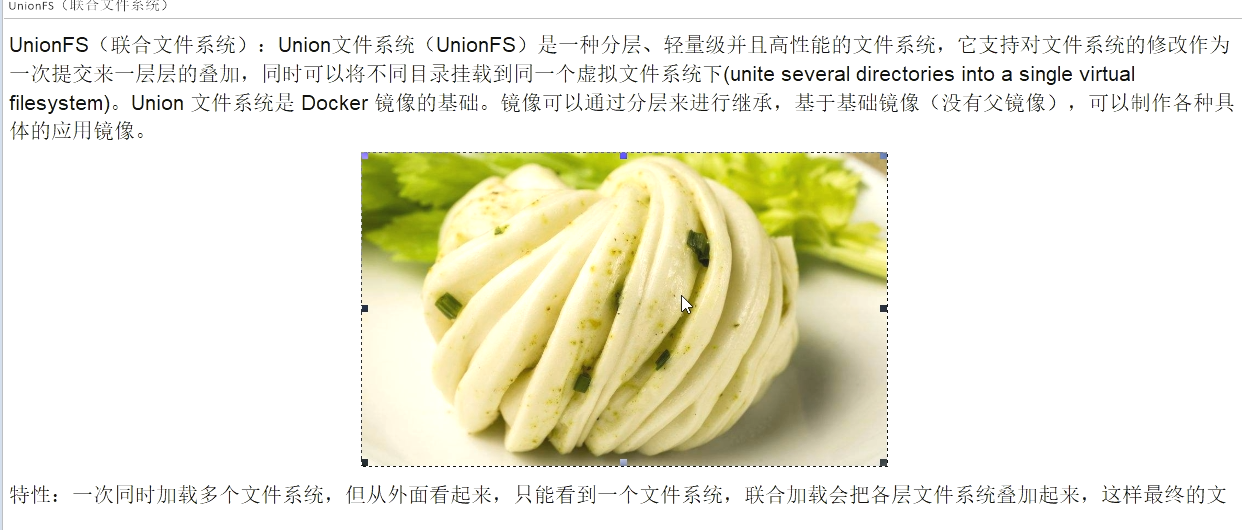 UnionFS（联合文件系统）
UnionFS（联合文件系统）：Union文件系统（UnionFS）是一种分层、轻量级并且高性能的文件系统，它支持对文件系统的修改作为
一次提交来一层层的叠加，同时可以将不同目录挂载到同一个虚拟文件系统下(unite several directories into a single virtual
filesystem)。Union 文件系统是 Docker 镜像的基础。镜像可以通过分层来进行继承，基于基础镜像（没有父镜像），可以制作各种具
体的应用镜像。
特性：一次同时加载多个文件系统，但从外面看起来，只能看到一个文件系统，联合加载会把各层文件系统叠加起来，这样最终的文